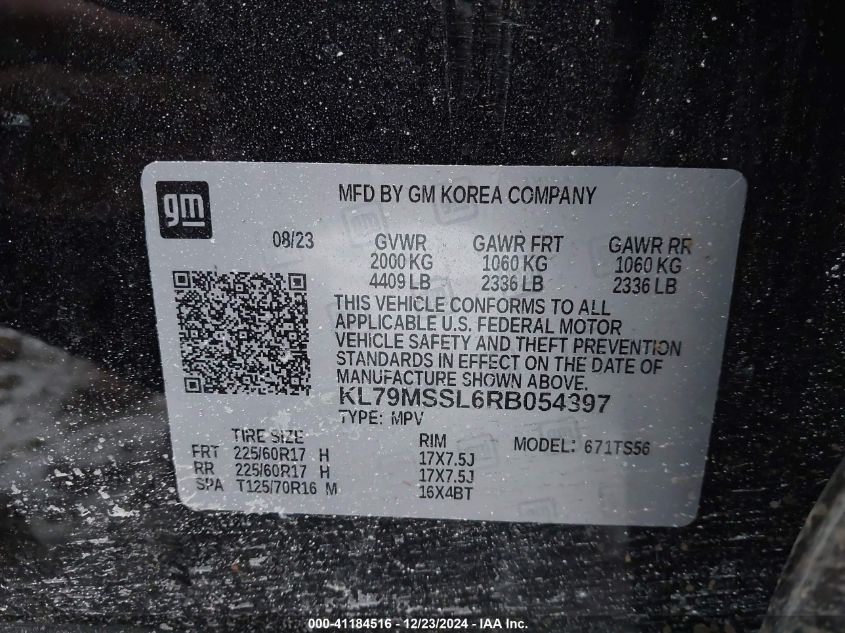 gm
MFD BY GM KOREA COMPANY
08/23 GVWR GAWR FRT GAWR RR
2000 KG 1060 KG 1060 KG
4409 LB 2336 LB 2336 LB
THIS VEHICLE CONFORMS TO ALL
APPLICABLE U.S. FEDERAL MOTOR
VEHICLE SAFETY AND THEFT PREVENTION
STANDARDS IN EFFECT ON THE DATE OF
MANUFACTURE SHOWN ABOVE.
KL79MSSL6RB054397
TYPE: MPV
TIRE SIZE RIM MODEL: 671TS56
FRT 225/60R17 H 17X7.5J
RR 225/60R17 H 17X7.5J
SPA T125/70R16 M 16X4BT
000-41184516 - 12/23/2024 - IAA Inc.